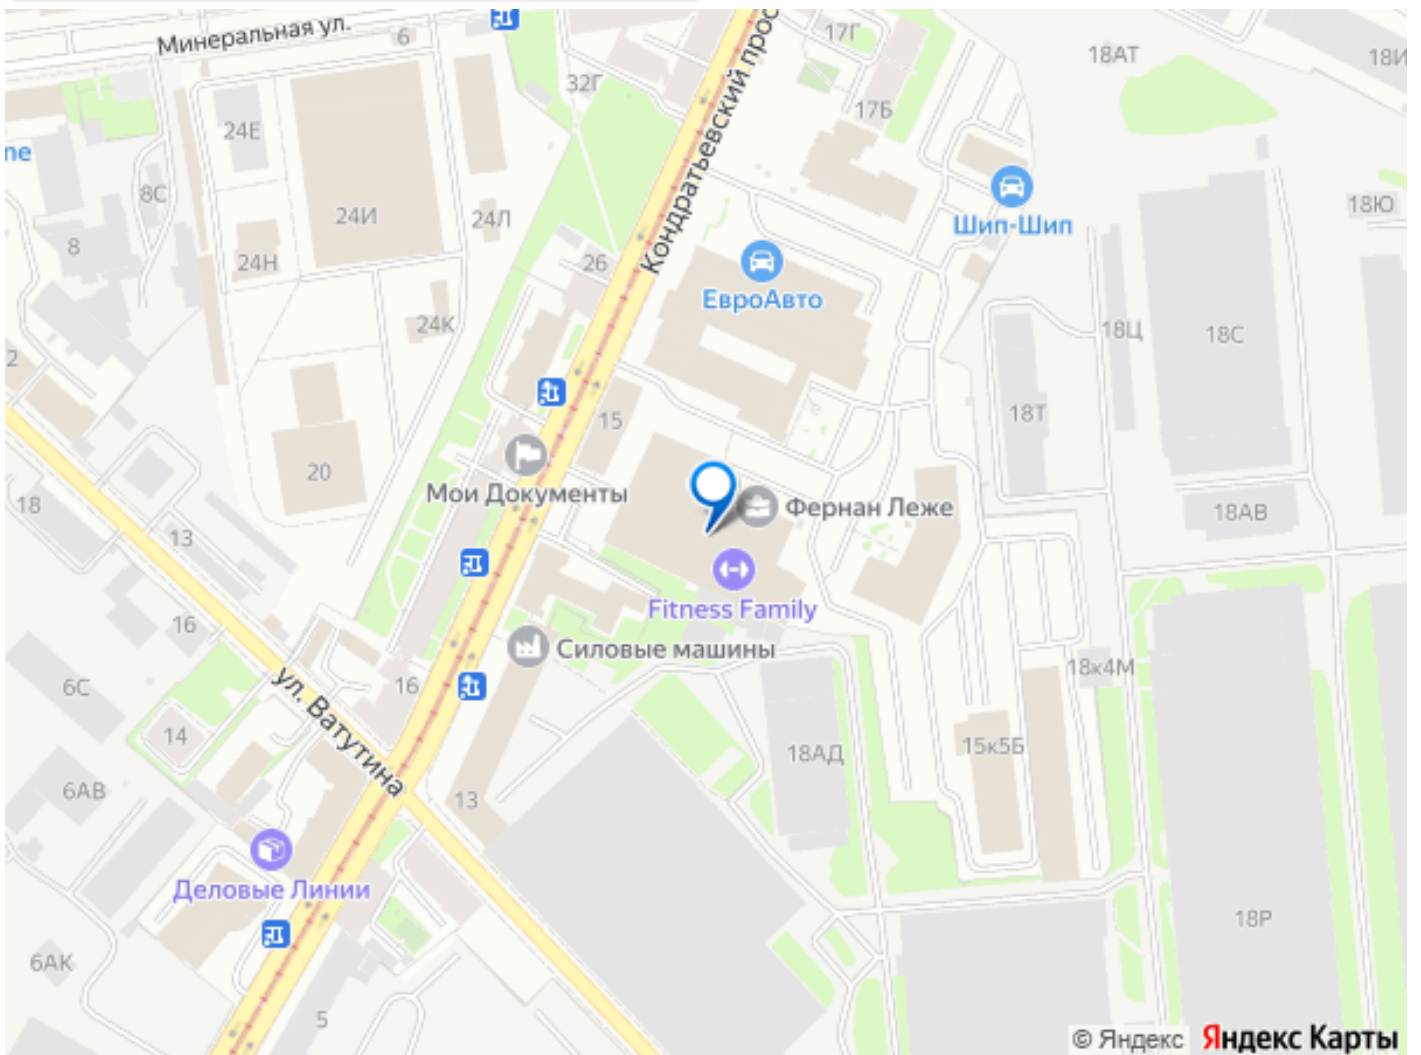 Минеральная ул.
6
17Г
18АТ
18И
32Г
Кондратьевский прос
24Е
17Б
ne
8С
24И
24Л
Шип-Шип
18Ю
8
24Н
26
ЕвроАвто
24К
18Ц
18С
2
15
18Т
20
Мои Документы
Фернан Леже
18
13
18АВ
Fitness Family
16
Силовые машины
6С
ул. Ватутина
16
18к4М
14
18АД
15к5Б
6АВ
13
Деловые Линии
18Р
6АК
5
© Яндекс Яндекс Карты